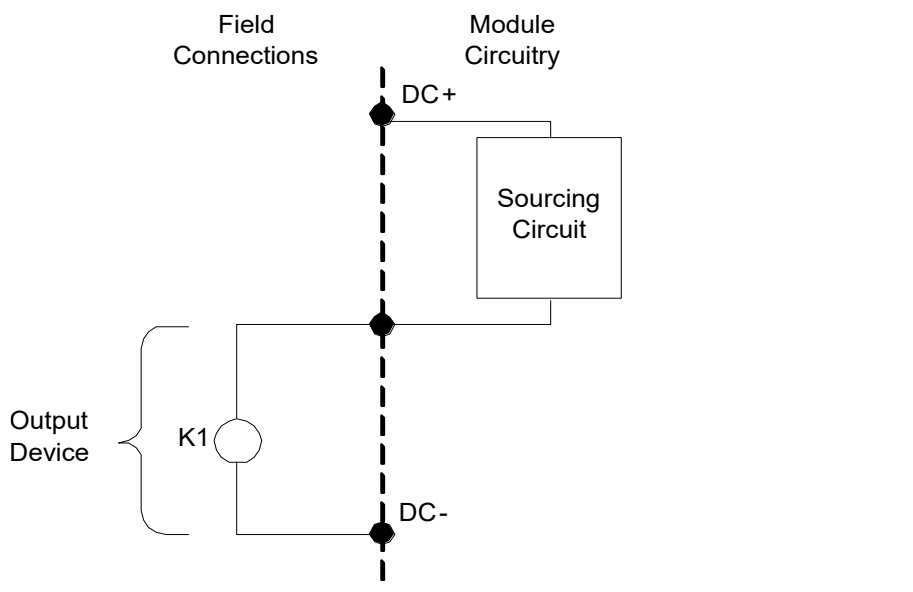 Field
Connections
Module
Circuitry
DC+
Sourcing
Circuit
Output
Device
K1
DC-